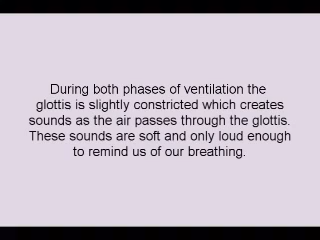 During both phases of ventilation the
glottis is slightly constricted which creates
sounds as the air passes through the glottis.
These sounds are soft and only loud enough
to remind us of our breathing.